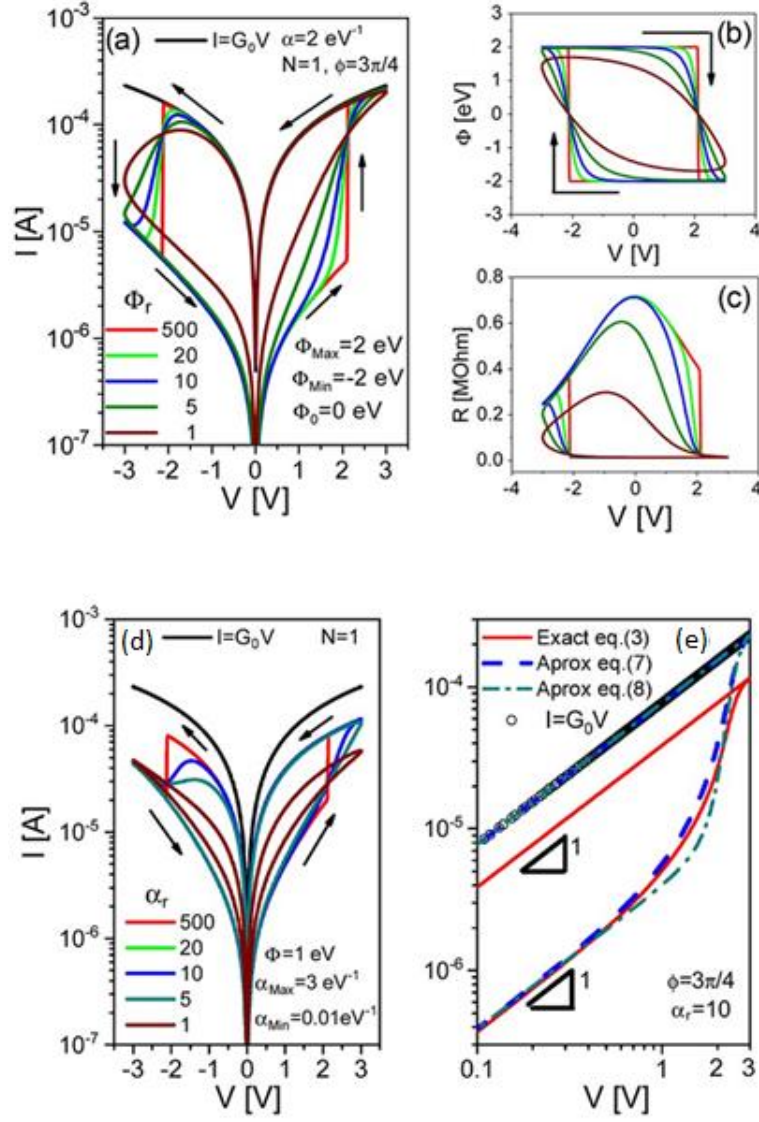 (a)
I=G₀V α=2 eV⁻¹
N=1, ϕ=3π/4
10⁻³
10⁻⁴
10⁻⁵
10⁻⁶
10⁻⁷
I [A]
Φr
500
20
10
5
1
ΦMax=2 eV
ΦMin=-2 eV
Φ0=0 eV
-3 -2 -1 0 1 2 3
V [V]
(b)
3
2
1
0
-1
-2
-3
Φ [eV]
-4 -2 0 2 4
V [V]
(c)
0.8
0.6
0.4
0.2
0.0
R [MOhm]
-4 -2 0 2 4
V [V]
(d) I=G₀V N=1
10⁻³
10⁻⁴
10⁻⁵
10⁻⁶
10⁻⁷
I [A]
αr
500
20
10
5
1
Φ=1 eV
αMax=3 eV⁻¹
αMin=0.01eV⁻¹
-3 -2 -1 0 1 2 3
V [V]
Exact eq.(3) (e)
Aprox eq.(7)
Aprox eq.(8)
I=G₀V
10⁻⁴
10⁻⁵
10⁻⁶
1
1
ϕ=3π/4
αr=10
0.1 1 2 3
V [V]